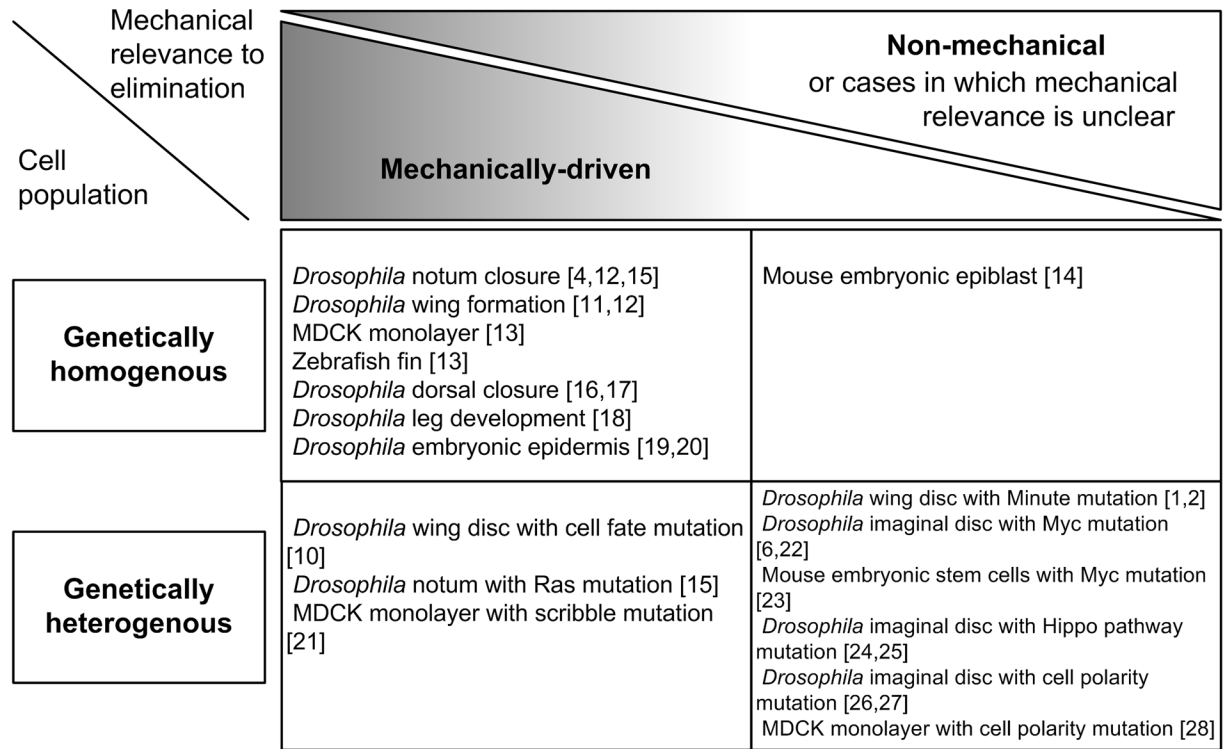 Mechanical
relevance to
elimination
Cell
population
Non-mechanical
or cases in which mechanical
relevance is unclear
Mechanically-driven
Genetically
homogenous
Drosophila notum closure [4,12,15]
Drosophila wing formation [11,12]
MDCK monolayer [13]
Zebrafish fin [13]
Drosophila dorsal closure [16,17]
Drosophila leg development [18]
Drosophila embryonic epidermis [19,20]
Mouse embryonic epiblast [14]
Genetically
heterogenous
Drosophila wing disc with cell fate mutation
[10]
Drosophila notum with Ras mutation [15]
MDCK monolayer with scribble mutation
[21]
Drosophila wing disc with Minute mutation [1,2]
Drosophila imaginal disc with Myc mutation
[6,22]
Mouse embryonic stem cells with Myc mutation
[23]
Drosophila imaginal disc with Hippo pathway
mutation [24,25]
Drosophila imaginal disc with cell polarity
mutation [26,27]
MDCK monolayer with cell polarity mutation [28]